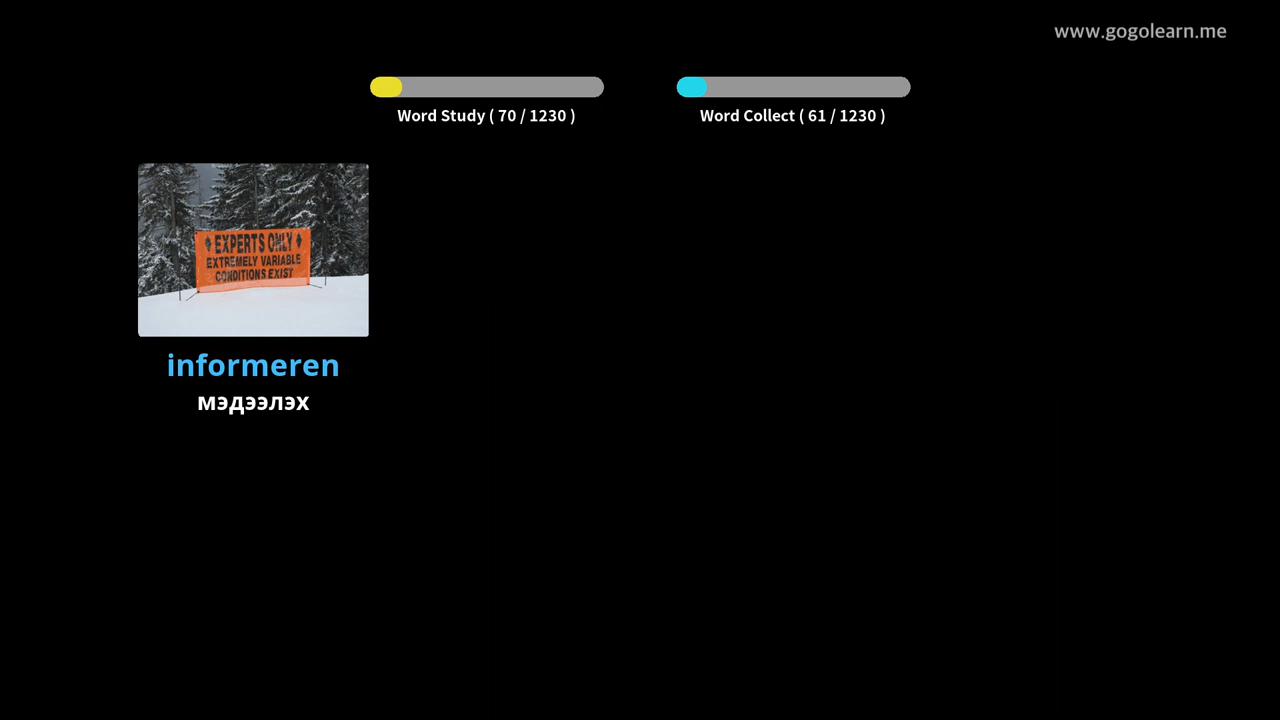 www.gogolearn.me
Word Study ( 70 / 1230 )
Word Collect ( 61 / 1230 )
EXPERTS ONLY
EXTREMELY VARIABLE
CONDITIONS EXIST
informeren
мэдээлэх